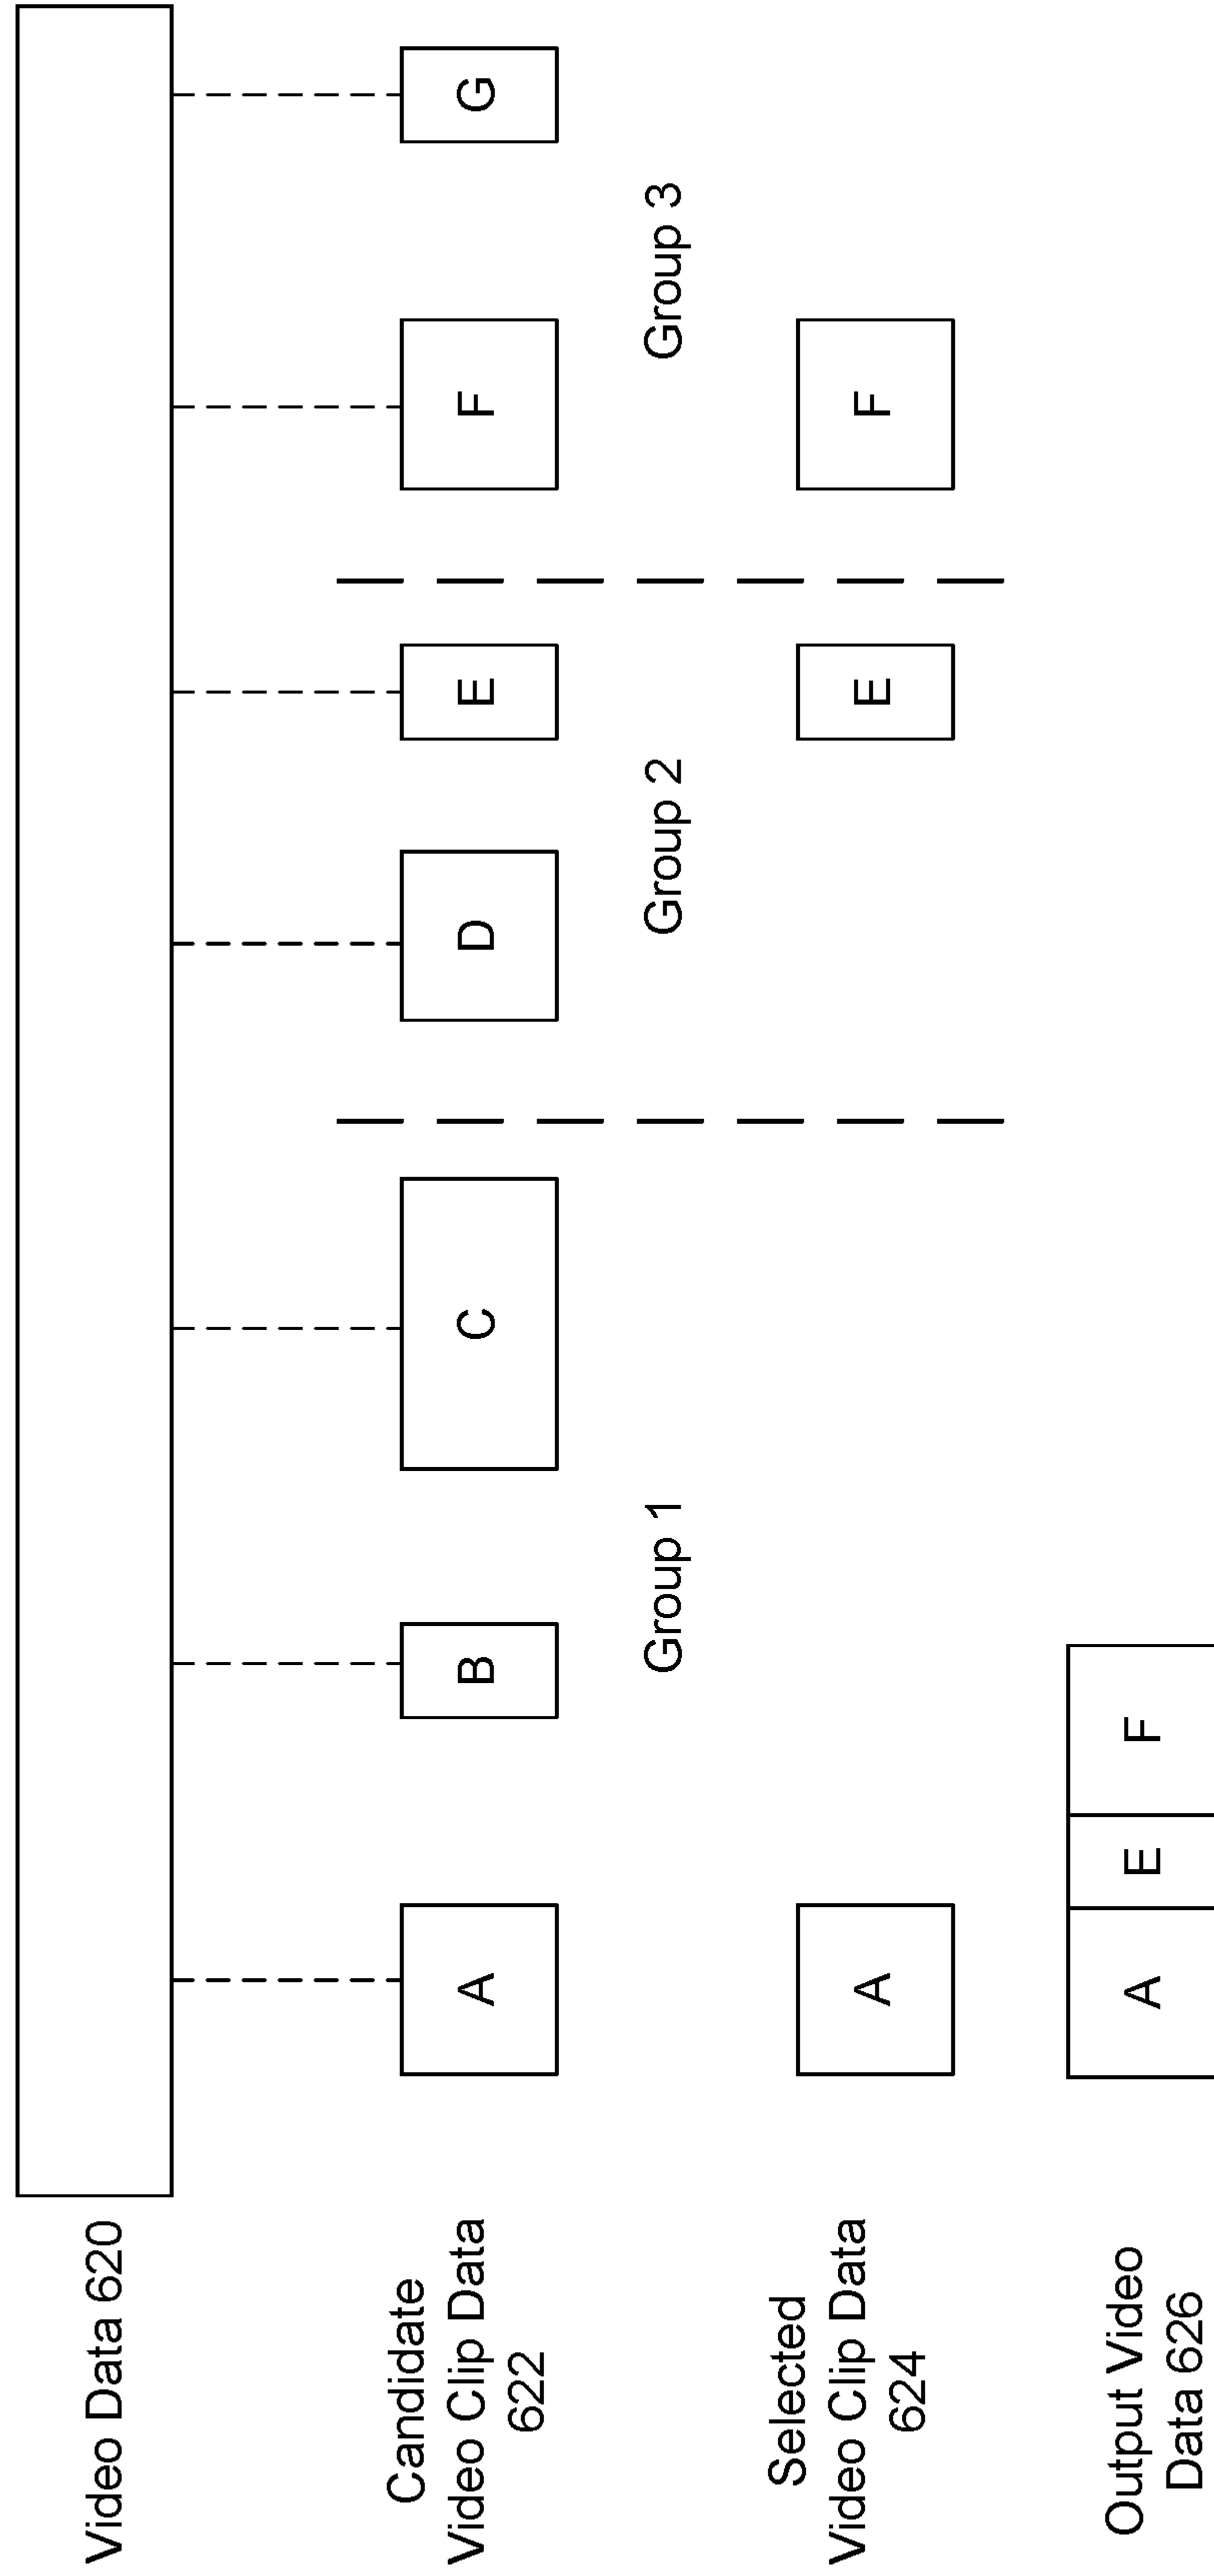 Video Data 620
Candidate
Video Clip Data
622
A
B
C
D
E
F
G
Group 1
Group 2
Group 3
Selected
Video Clip Data
624
A
E
F
Output Video
Data 626
A
E
F